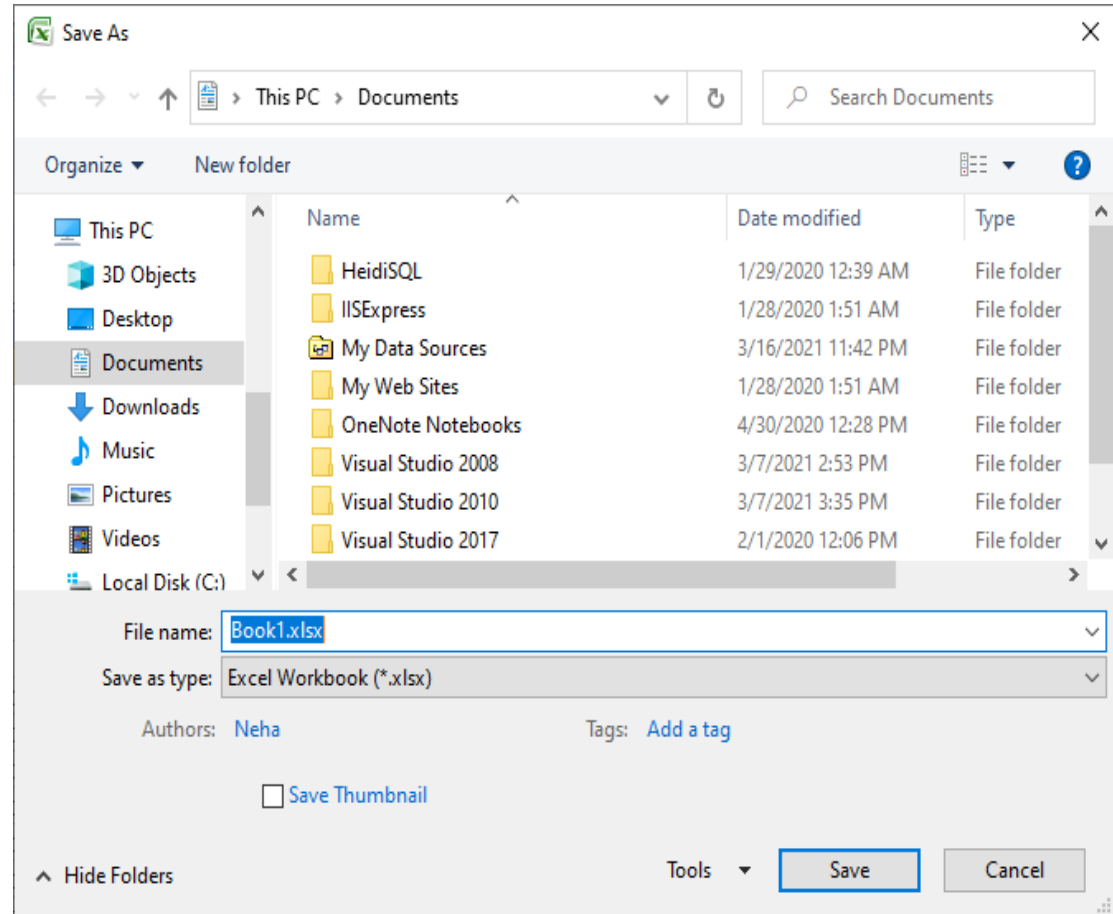 Save As
This PC > Documents
Search Documents
Organize
New folder
?
Name Date modified Type
This PC
3D Objects
Desktop
Documents
Downloads
Music
Pictures
Videos
Local Disk (C:)
HeidiSQL 1/29/2020 12:39 AM File folder
IISExpress 1/28/2020 1:51 AM File folder
My Data Sources 3/16/2021 11:42 PM File folder
My Web Sites 1/28/2020 1:51 AM File folder
OneNote Notebooks 4/30/2020 12:28 PM File folder
Visual Studio 2008 3/7/2021 2:53 PM File folder
Visual Studio 2010 3/7/2021 3:35 PM File folder
Visual Studio 2017 2/1/2020 12:06 PM File folder
File name: Book1.xlsx
Save as type: Excel Workbook (*.xlsx)
Authors: Neha Tags: Add a tag
Save Thumbnail
Hide Folders Tools Save Cancel